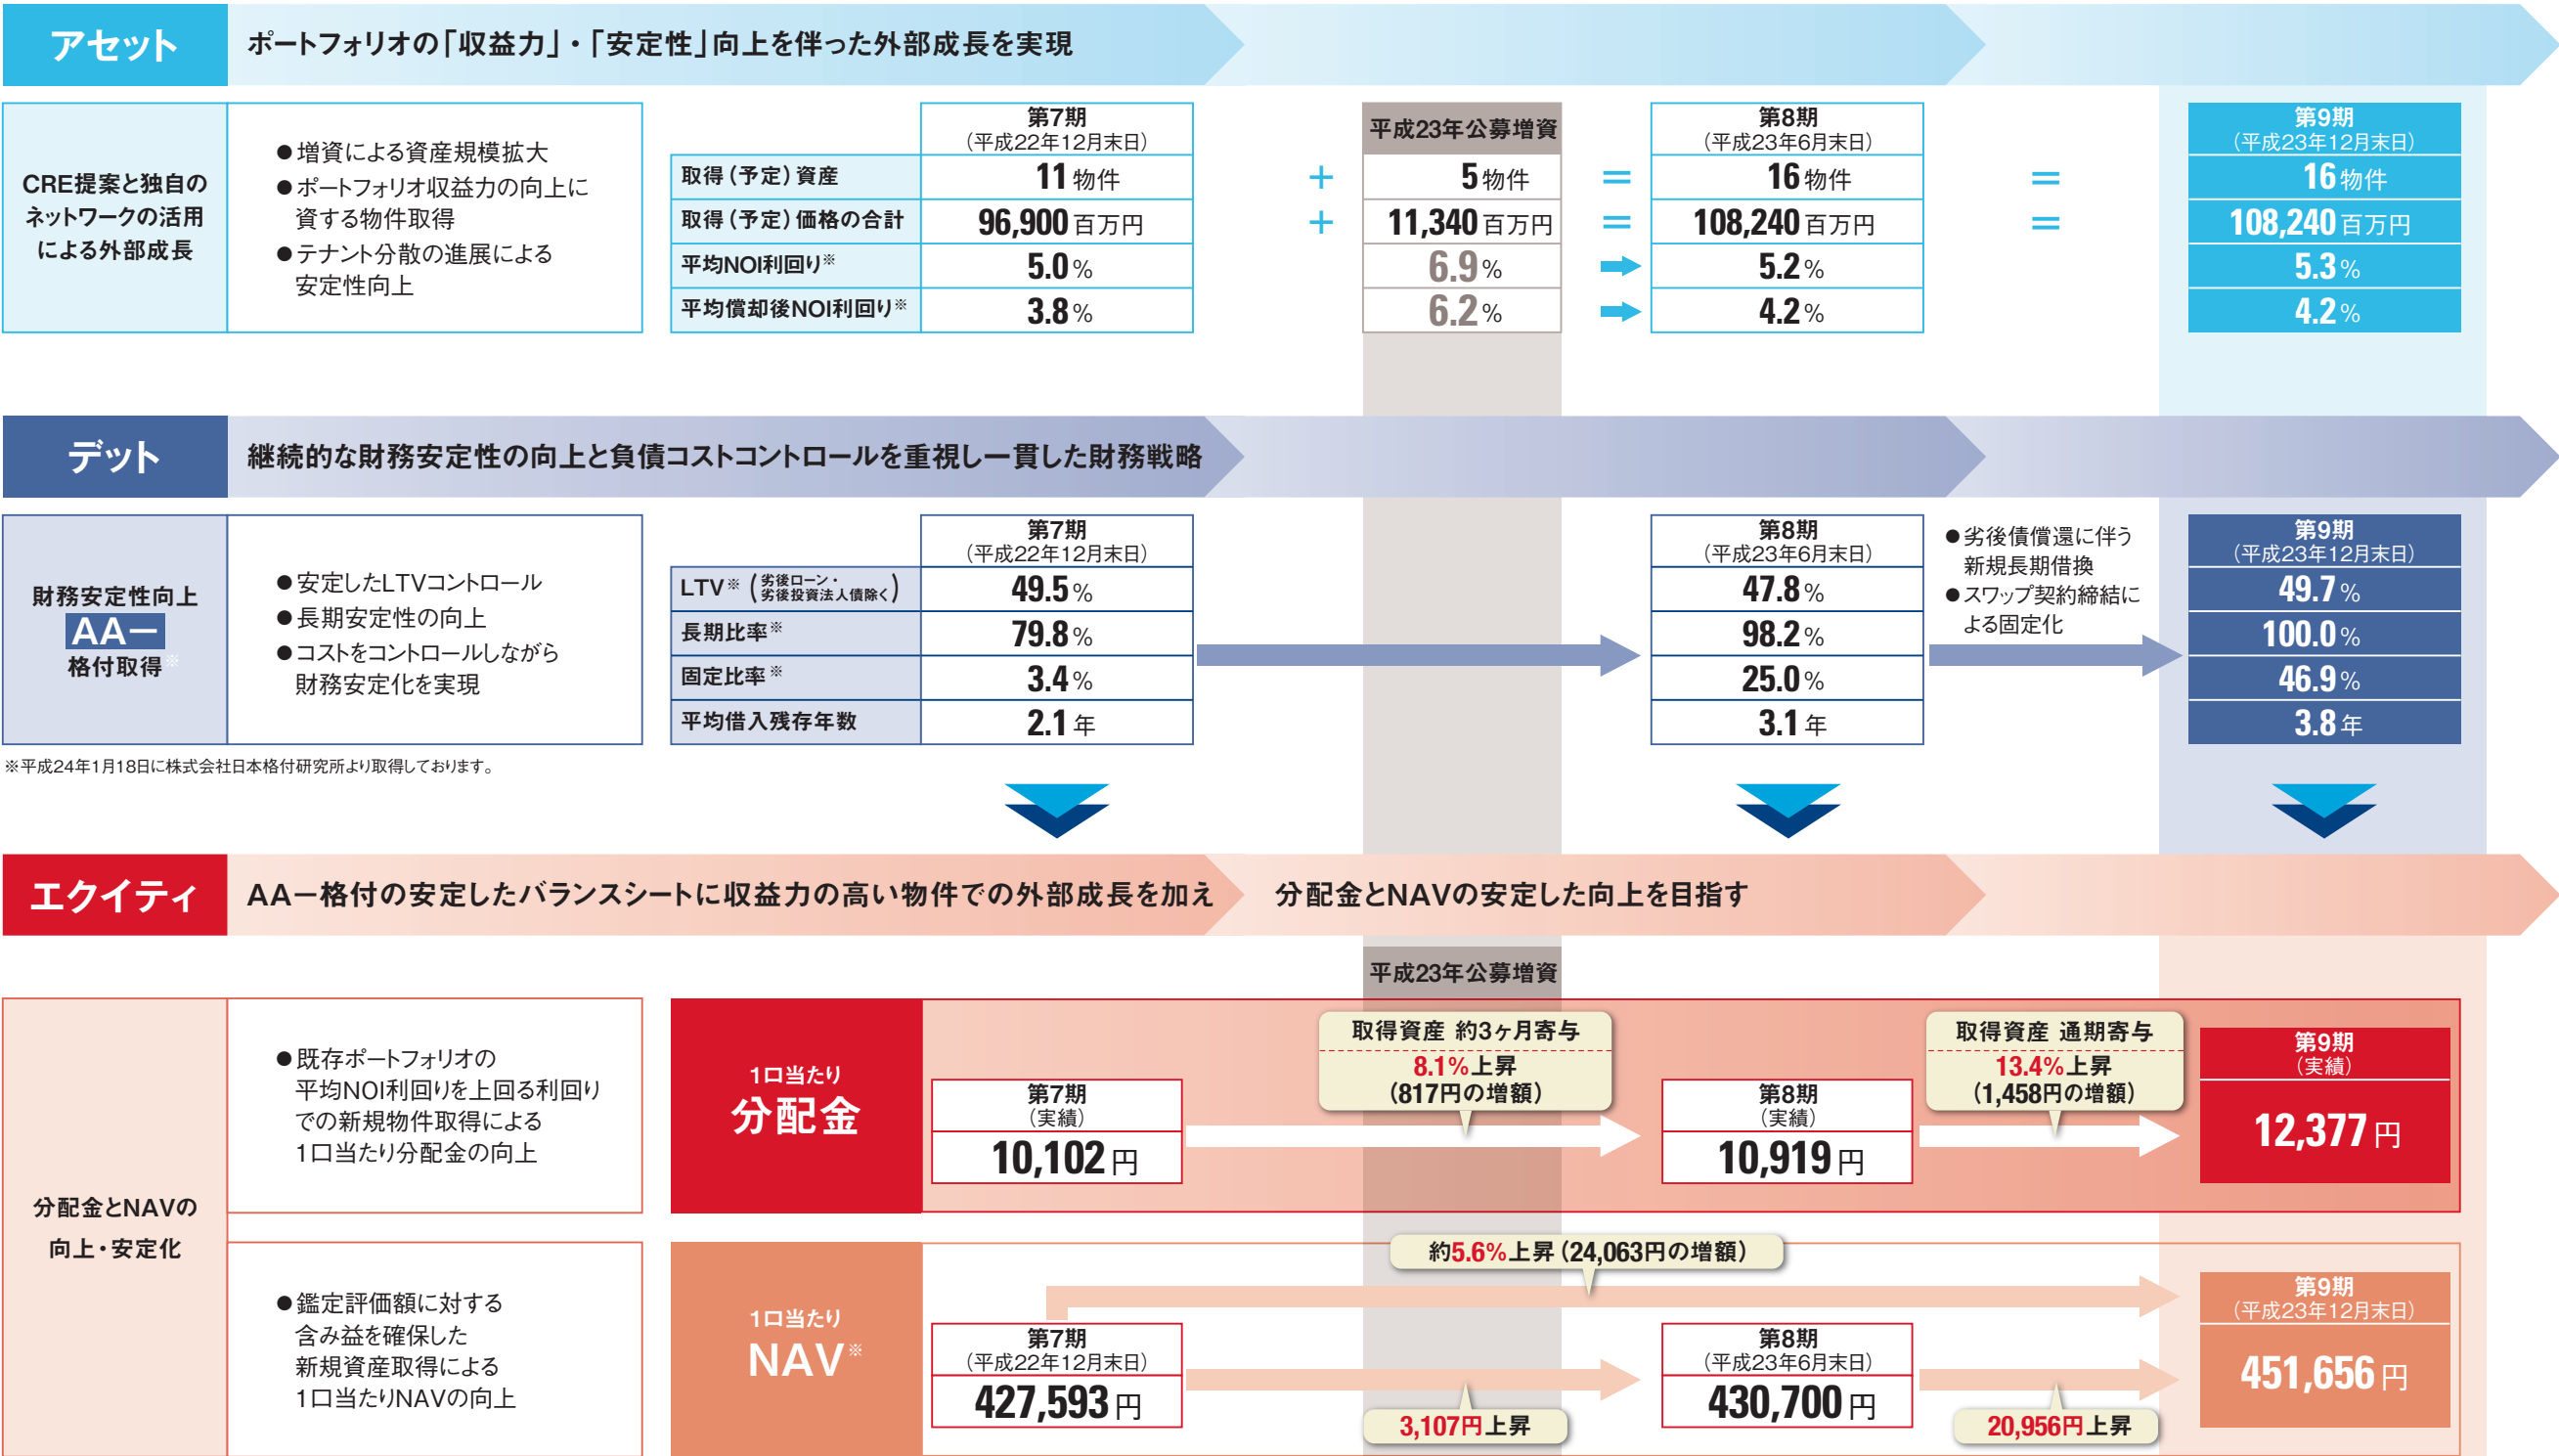 アセット
ポートフォリオの「収益力」・「安定性」向上を伴った外部成長を実現
CRE提案と独自の
ネットワークの活用
による外部成長
●増資による資産規模拡大
●ポートフォリオ収益力の向上に
資する物件取得
●テナント分散の進展による
安定性向上
第7期
（平成22年12月末日）
平成23年公募増資
第8期
（平成23年6月末日）
第9期
（平成23年12月末日）
取得（予定）資産 11物件 ＋ 5物件 ＝ 16物件 ＝ 16物件
取得（予定）価格の合計 96,900百万円 ＋ 11,340百万円 ＝ 108,240百万円 ＝ 108,240百万円
平均NOI利回り※ 5.0% 6.9% 5.2% 5.3%
平均償却後NOI利回り※ 3.8% 6.2% 4.2% 4.2%
デット
継続的な財務安定性の向上と負債コストコントロールを重視し一貫した財務戦略
財務安定性向上
AA－
格付取得※
●安定したLTVコントロール
●長期安定性の向上
●コストをコントロールしながら
財務安定化を実現
第7期
（平成22年12月末日）
第8期
（平成23年6月末日）
●劣後債償還に伴う
新規長期借換
●スワップ契約締結に
よる固定化
第9期
（平成23年12月末日）
LTV※（劣後ローン・
劣後投資法人債除く） 49.5% 47.8% 49.7%
長期比率※ 79.8% 98.2% 100.0%
固定比率※ 3.4% 25.0% 46.9%
平均借入残存年数 2.1年 3.1年 3.8年
※平成24年1月18日に株式会社日本格付研究所より取得しております。
エクイティ
AA－格付の安定したバランスシートに収益力の高い物件での外部成長を加え
分配金とNAVの安定した向上を目指す
平成23年公募増資
分配金とNAVの
向上・安定化
●既存ポートフォリオの
平均NOI利回りを上回る利回り
での新規物件取得による
1口当たり分配金の向上
1口当たり
分配金
第7期
（実績）
10,102円
取得資産 約3ヶ月寄与
8.1%上昇
（817円の増額）
第8期
（実績）
10,919円
取得資産 通期寄与
13.4%上昇
（1,458円の増額）
第9期
（実績）
12,377円
●鑑定評価額に対する
含み益を確保した
新規資産取得による
1口当たりNAVの向上
1口当たり
NAV※
約5.6%上昇（24,063円の増額）
第7期
（平成22年12月末日）
427,593円
3,107円上昇
第8期
（平成23年6月末日）
430,700円
20,956円上昇
第9期
（平成23年12月末日）
451,656円